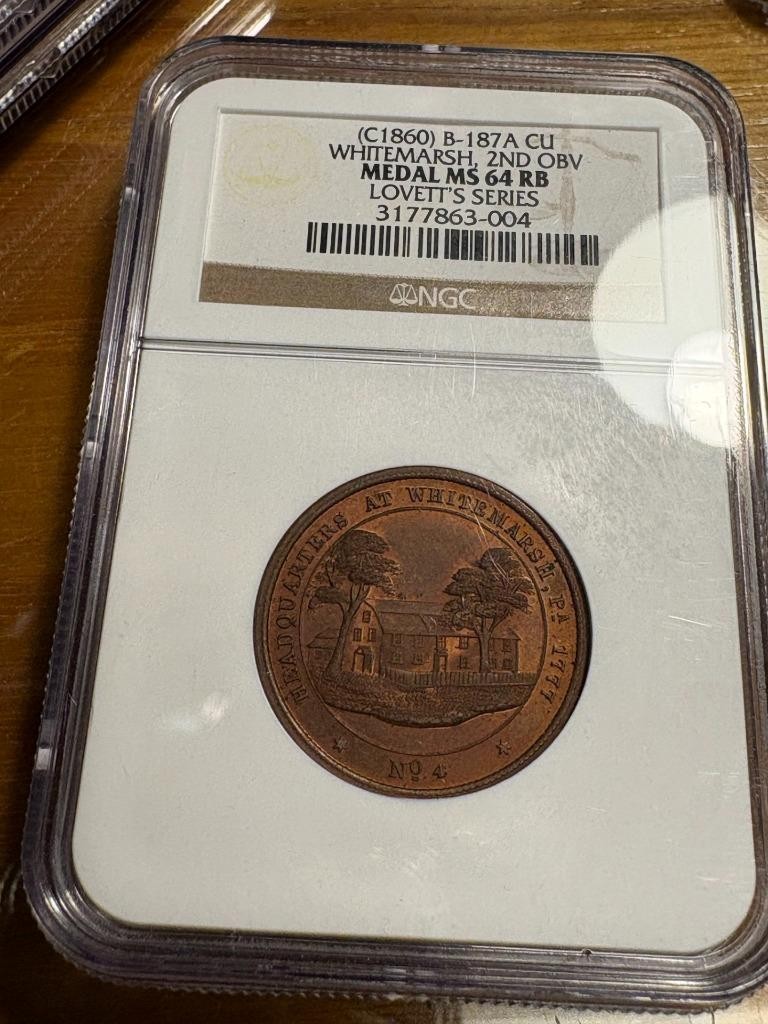 (C1860) B-187A CU
WHITEMARSH, 2ND OBV
MEDAL MS 64 RB
LOVETT'S SERIES
3177863-004
NGC
HEADQUARTERS AT WHITEMARSH, PA 1777
No. 4